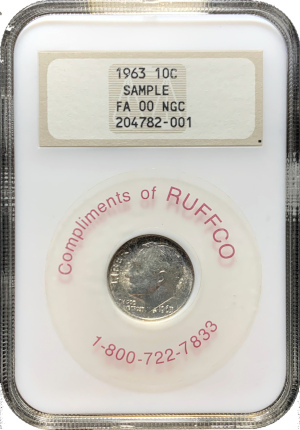 1963 10C
SAMPLE
FA 00 NGC
204782-001
Compliments of RUFFCO
1-800-722-7833